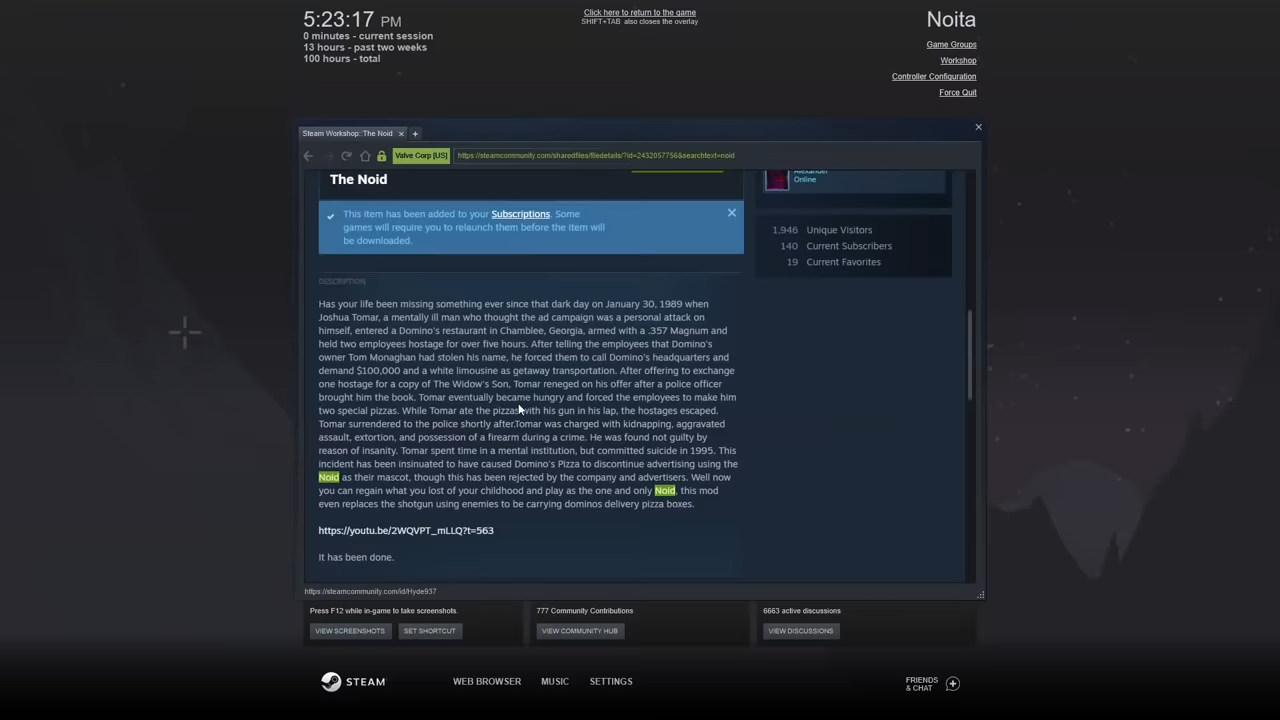 5:23:17 PM
0 minutes - current session
13 hours - past two weeks
100 hours - total
Click here to return to the game
SHIFT+TAB also closes the overlay
Noita
Game Groups
Workshop
Controller Configuration
Force Quit
Steam Workshop::The Noid
Valve Corp [US]
https://steamcommunity.com/sharedfiles/filedetails/?id=2432057756&searchtext=noid
The Noid
This item has been added to your Subscriptions. Some
games will require you to relaunch them before the item will
be downloaded.
Alexander
Online
1,946 Unique Visitors
140 Current Subscribers
19 Current Favorites
DESCRIPTION
Has your life been missing something ever since that dark day on January 30, 1989 when
Joshua Tomar, a mentally ill man who thought the ad campaign was a personal attack on
himself, entered a Domino's restaurant in Chamblee, Georgia, armed with a .357 Magnum and
held two employees hostage for over five hours. After telling the employees that Domino's
owner Tom Monaghan had stolen his name, he forced them to call Domino's headquarters and
demand $100,000 and a white limousine as getaway transportation. After offering to exchange
one hostage for a copy of The Widow's Son, Tomar reneged on his offer after a police officer
brought him the book. Tomar eventually became hungry and forced the employees to make him
two special pizzas. While Tomar ate the pizzas with his gun in his lap, the hostages escaped.
Tomar surrendered to the police shortly after.Tomar was charged with kidnapping, aggravated
assault, extortion, and possession of a firearm during a crime. He was found not guilty by
reason of insanity. Tomar spent time in a mental institution, but committed suicide in 1995. This
incident has been insinuated to have caused Domino's Pizza to discontinue advertising using the
Noid as their mascot, though this has been rejected by the company and advertisers. Well now
you can regain what you lost of your childhood and play as the one and only Noid, this mod
even replaces the shotgun using enemies to be carrying dominos delivery pizza boxes.
https://youtu.be/2WQVPT_mLLQ?t=563
It has been done.
https://steamcommunity.com/id/Hyde937
Press F12 while in-game to take screenshots.
VIEW SCREENSHOTS
SET SHORTCUT
777 Community Contributions
VIEW COMMUNITY HUB
6663 active discussions
VIEW DISCUSSIONS
STEAM
WEB BROWSER
MUSIC
SETTINGS
FRIENDS
& CHAT